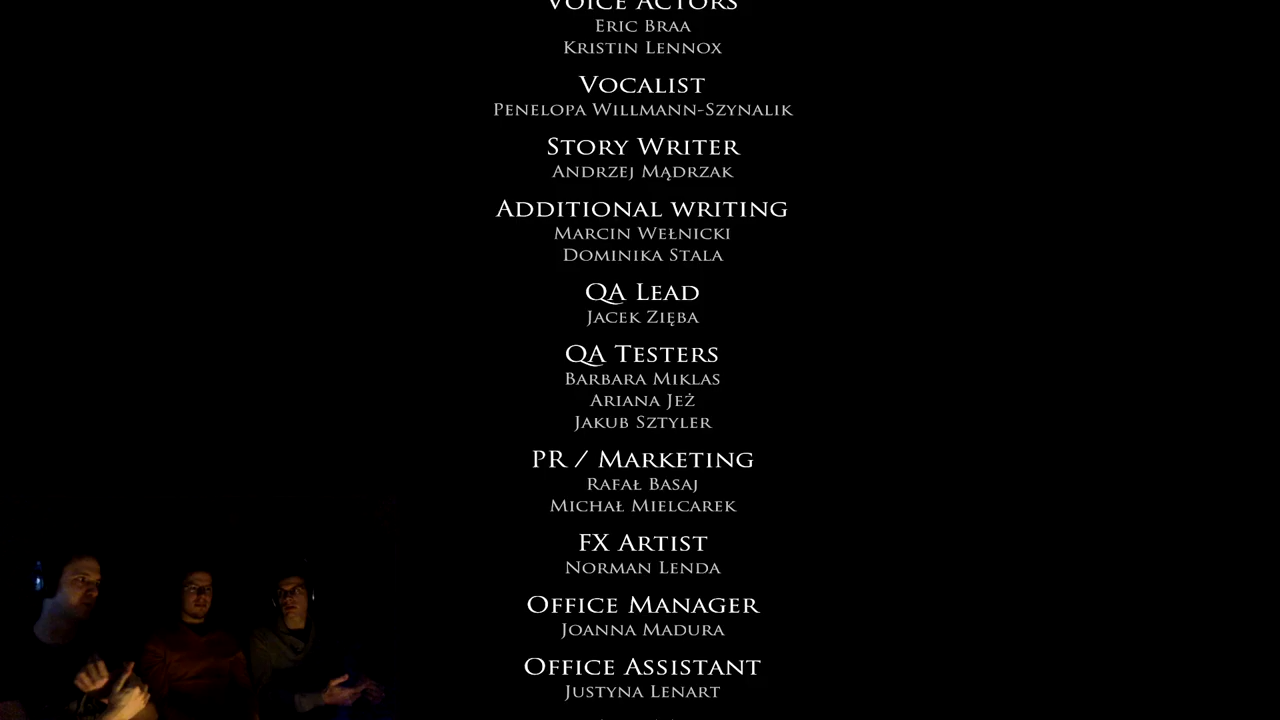 VOICE ACTORS
ERIC BRAA
KRISTIN LENNOX
VOCALIST
PENELOPA WILLMANN-SZYNALIK
STORY WRITER
ANDRZEJ MĄDRZAK
ADDITIONAL WRITING
MARCIN WEŁNICKI
DOMINIKA STALA
QA LEAD
JACEK ZIĘBA
QA TESTERS
BARBARA MIKLAS
ARIANA JEŻ
JAKUB SZTYLER
PR / MARKETING
RAFAŁ BASAJ
MICHAŁ MIELCAREK
FX ARTIST
NORMAN LENDA
OFFICE MANAGER
JOANNA MADURA
OFFICE ASSISTANT
JUSTYNA LENART